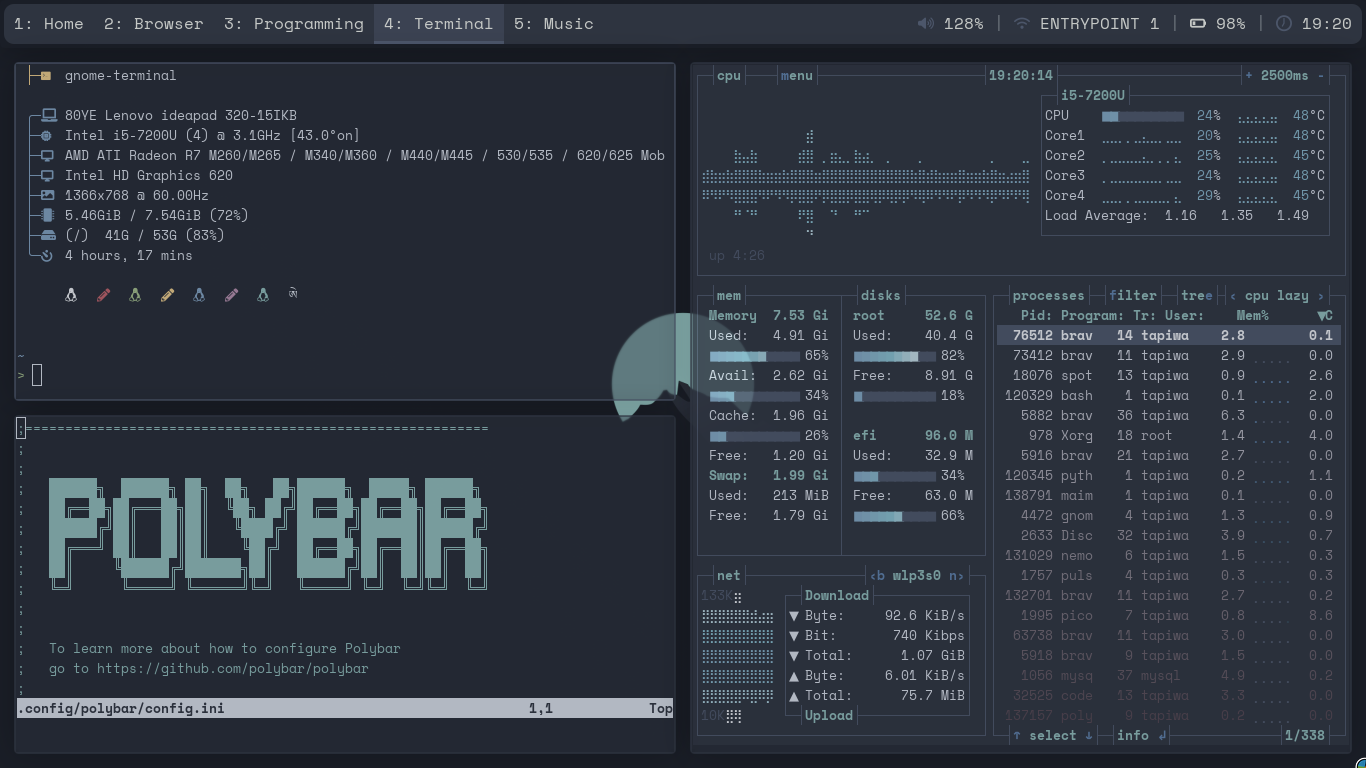 1: Home 2: Browser 3: Programming 4: Terminal 5: Music 128% | ENTRYPOINT 1 | 98% | 19:20
gnome-terminal
80YE Lenovo ideapad 320-15IKB
Intel i5-7200U (4) @ 3.1GHz [43.0°on]
AMD ATI Radeon R7 M260/M265 / M340/M360 / M440/M445 / 530/535 / 620/625 Mob
Intel HD Graphics 620
1366x768 @ 60.00Hz
5.46GiB / 7.54GiB (72%)
(/) 41G / 53G (83%)
4 hours, 17 mins
~
>
;==========================================================
;
;
; POLYBAR
;
;
;
;
;
;
;
; To learn more about how to configure Polybar
; go to https://github.com/polybar/polybar
;
.config/polybar/config.ini 1,1 Top
cpu menu 19:20:14 + 2500ms -
i5-7200U
CPU 24% 48°C
Core1 20% 48°C
Core2 25% 45°C
Core3 24% 48°C
Core4 29% 45°C
Load Average: 1.16 1.35 1.49
up 4:26
mem disks
Memory 7.53 Gi root 52.6 G
Used: 4.91 Gi Used: 40.4 G
65% 82%
Avail: 2.62 Gi Free: 8.91 G
34% 18%
Cache: 1.96 Gi
26% efi 96.0 M
Free: 1.20 Gi Used: 32.9 M
Swap: 1.99 Gi 34%
Used: 213 MiB Free: 63.0 M
Free: 1.79 Gi 66%
net ‹b wlp3s0 n›
133K Download
▼ Byte: 92.6 KiB/s
▼ Bit: 740 Kibps
▼ Total: 1.07 GiB
▲ Byte: 6.01 KiB/s
▲ Total: 75.7 MiB
10K Upload
processes filter tree ‹ cpu lazy ›
Pid: Program: Tr: User: Mem% ▼C
76512 brav 14 tapiwa 2.8 0.1
73412 brav 11 tapiwa 2.9 0.0
18076 spot 13 tapiwa 0.9 2.6
120329 bash 1 tapiwa 0.1 2.0
5882 brav 36 tapiwa 6.3 0.0
978 Xorg 18 root 1.4 4.0
5916 brav 21 tapiwa 2.7 0.0
120345 pyth 1 tapiwa 0.2 1.1
138791 maim 1 tapiwa 0.1 0.0
4472 gnom 4 tapiwa 1.3 0.9
2633 Disc 32 tapiwa 3.9 0.7
131029 nemo 6 tapiwa 1.5 0.3
1757 puls 4 tapiwa 0.3 0.3
132701 brav 11 tapiwa 2.7 0.2
1995 pico 7 tapiwa 0.8 8.6
63738 brav 11 tapiwa 3.0 0.0
5918 brav 9 tapiwa 1.5 0.0
1056 mysq 37 mysql 4.9 0.2
32525 code 13 tapiwa 3.3 0.0
137157 poly 9 tapiwa 0.2 0.0
↑ select ↓ info ↲ 1/338